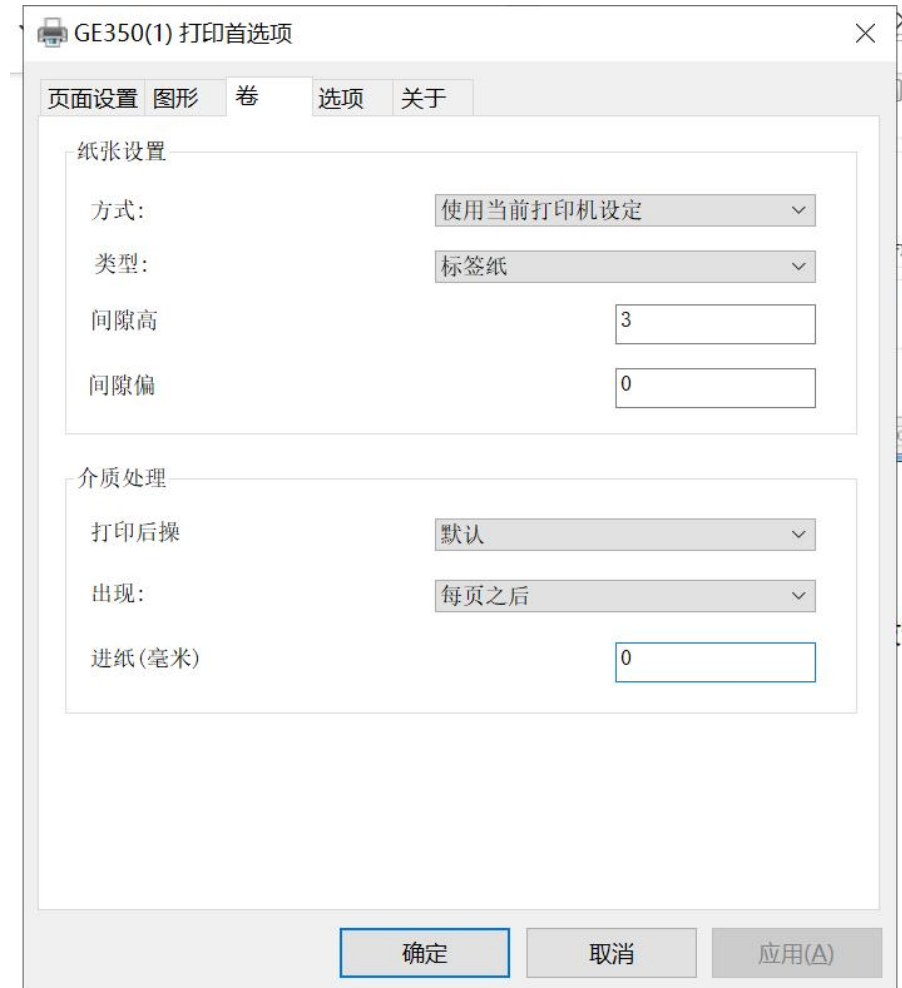 GE350(1) 打印首选项
页面设置 图形 卷 选项 关于
纸张设置
方式: 使用当前打印机设定
类型: 标签纸
间隙高 3
间隙偏 0
介质处理
打印后操 默认
出现: 每页之后
进纸(毫米) 0
确定 取消 应用(A)